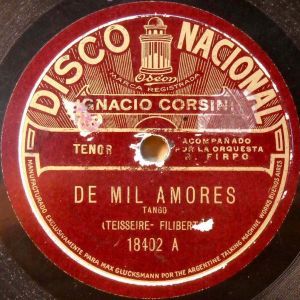 DISCO NACIONAL
Odeon
MARCA REGISTRADA
IGNACIO CORSINI
TENOR
ACOMPAÑADO
POR LA ORQUESTA
R. FIRPO
DE MIL AMORES
TANGO
(TEISSEIRE - FILIBERTO)
18402 A
MANUFACTURADO EXCLUSIVAMENTE PARA MAX GLÜCKSMANN POR THE ARGENTINE TALKING MACHINE WORKS BUENOS AIRES